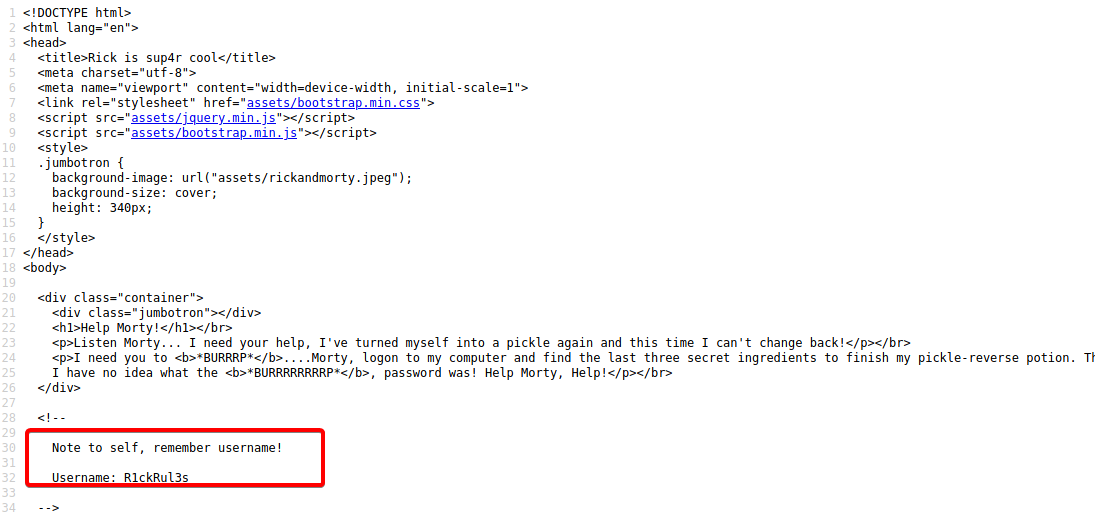 1 <!DOCTYPE html>
2 <html lang="en">
3 <head>
4   <title>Rick is sup4r cool</title>
5   <meta charset="utf-8">
6   <meta name="viewport" content="width=device-width, initial-scale=1">
7   <link rel="stylesheet" href="assets/bootstrap.min.css">
8   <script src="assets/jquery.min.js"></script>
9   <script src="assets/bootstrap.min.js"></script>
10   <style>
11   .jumbotron {
12     background-image: url("assets/rickandmorty.jpeg");
13     background-size: cover;
14     height: 340px;
15   }
16   </style>
17 </head>
18 <body>
19
20   <div class="container">
21     <div class="jumbotron"></div>
22     <h1>Help Morty!</h1></br>
23     <p>Listen Morty... I need your help, I've turned myself into a pickle again and this time I can't change back!</p></br>
24     <p>I need you to <b>*BURRRP*</b>....Morty, logon to my computer and find the last three secret ingredients to finish my pickle-reverse potion. Th
25     I have no idea what the <b>*BURRRRRRRRP*</b>, password was! Help Morty, Help!</p></br>
26   </div>
27
28   <!--
29
30     Note to self, remember username!
31
32     Username: R1ckRul3s
33
34   -->